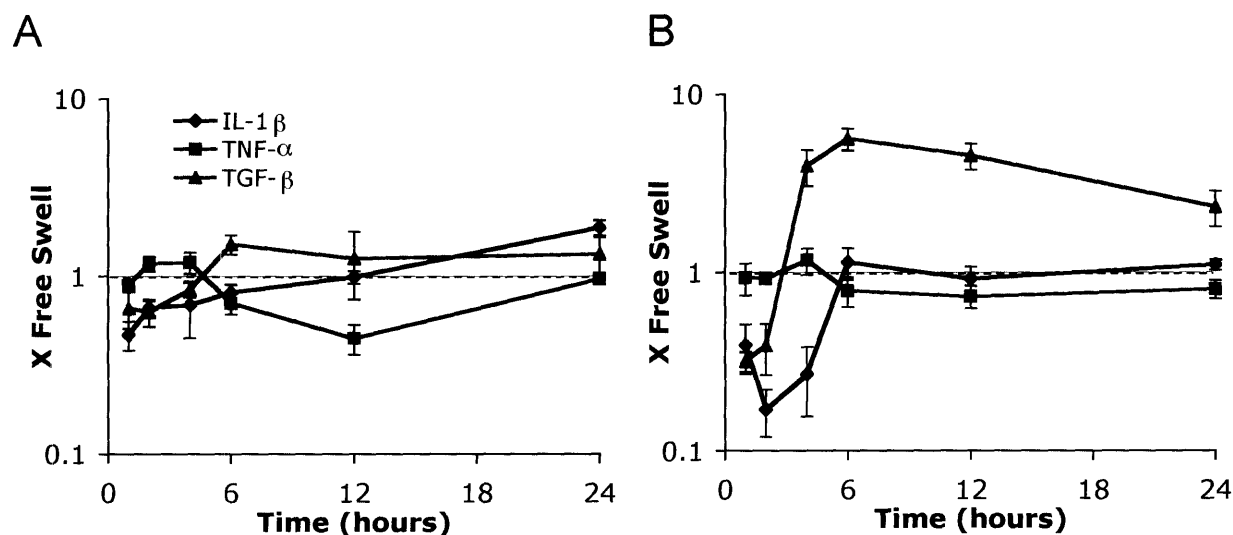 A
10
IL-1β
TNF-α
TGF-β
X Free Swell
1
0.1
0 6 12 18 24
Time (hours)
B
10
X Free Swell
1
0.1
0 6 12 18 24
Time (hours)